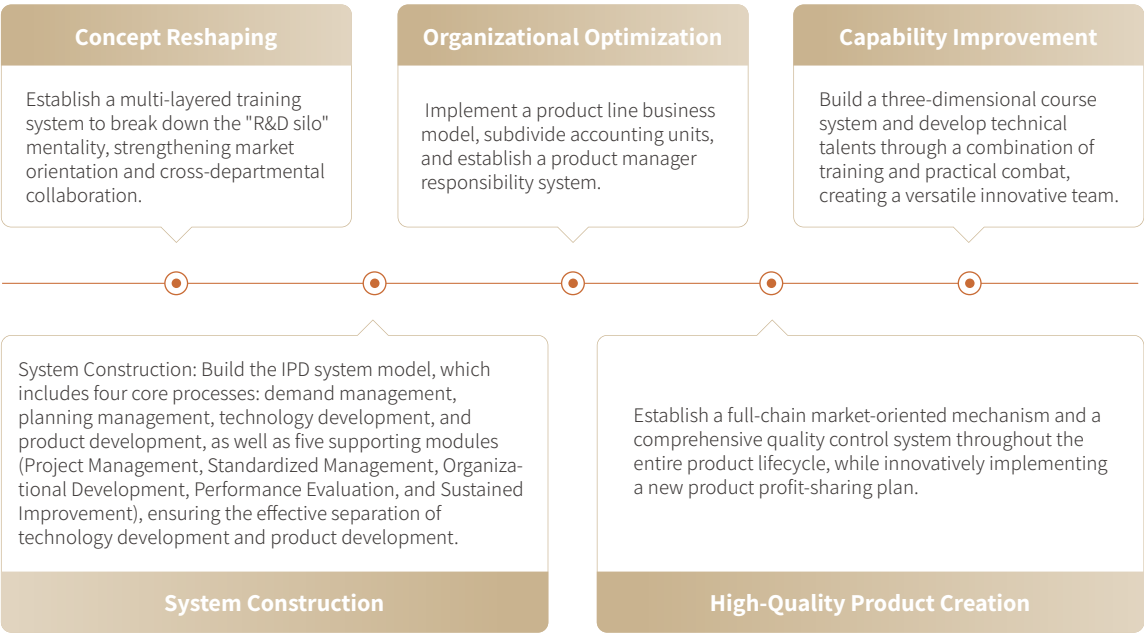 Concept Reshaping
Establish a multi-layered training
system to break down the "R&D silo"
mentality, strengthening market
orientation and cross-departmental
collaboration.
Organizational Optimization
Implement a product line business
model, subdivide accounting units,
and establish a product manager
responsibility system.
Capability Improvement
Build a three-dimensional course
system and develop technical
talents through a combination of
training and practical combat,
creating a versatile innovative team.
System Construction: Build the IPD system model, which
includes four core processes: demand management,
planning management, technology development, and
product development, as well as five supporting modules
(Project Management, Standardized Management, Organiza-
tional Development, Performance Evaluation, and Sustained
Improvement), ensuring the effective separation of
technology development and product development.
System Construction
Establish a full-chain market-oriented mechanism and a
comprehensive quality control system throughout the
entire product lifecycle, while innovatively implementing
a new product profit-sharing plan.
High-Quality Product Creation